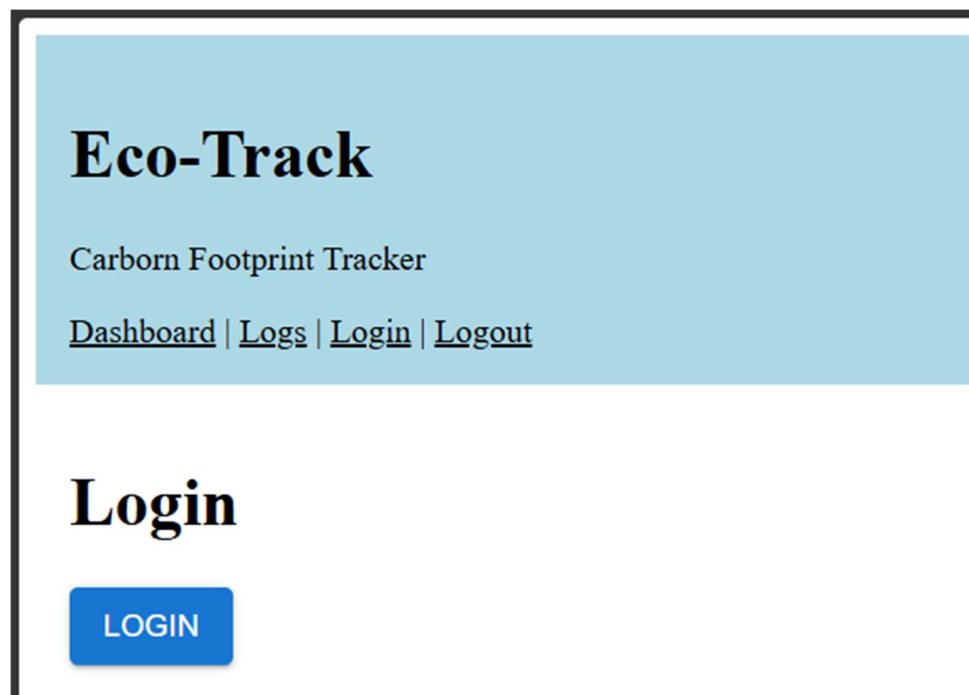 Eco-Track
Carborn Footprint Tracker
Dashboard | Logs | Login | Logout
Login
LOGIN